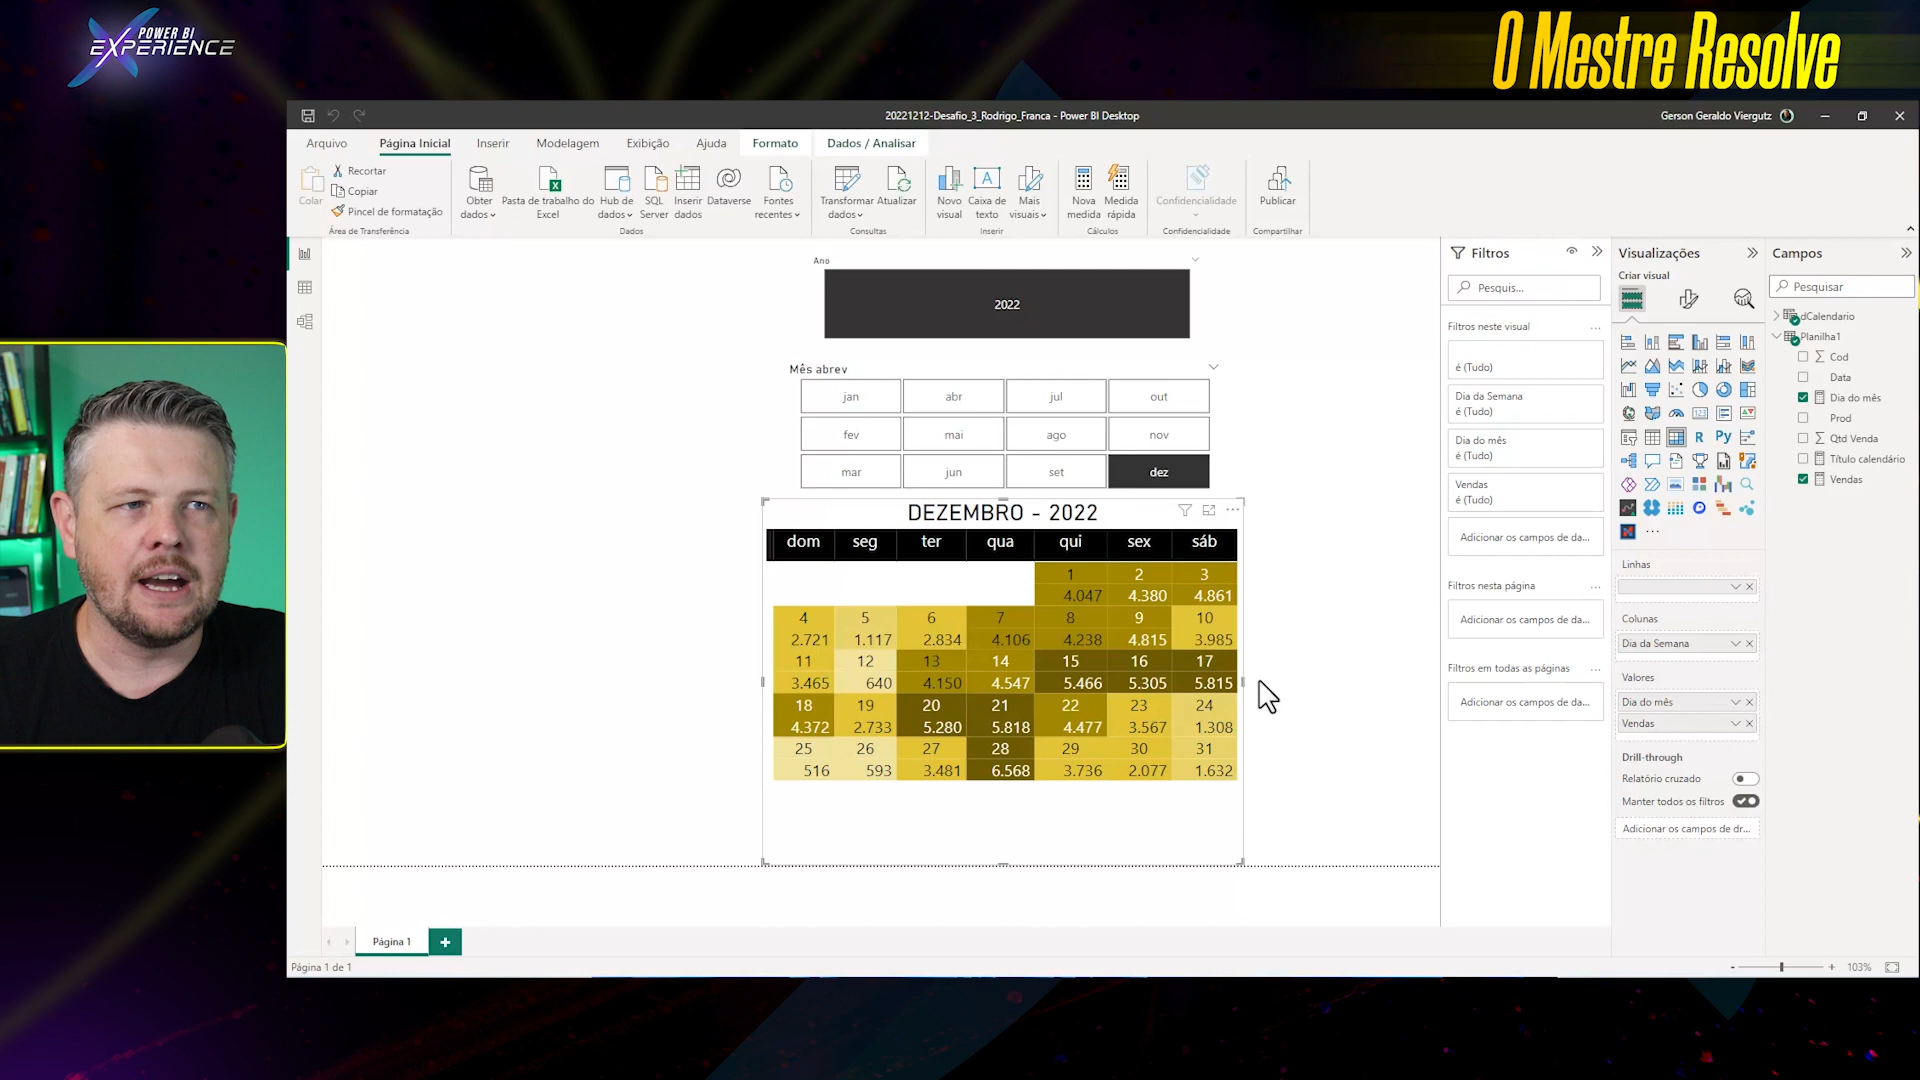 POWER BI
EXPERIENCE
O Mestre Resolve
20221212-Desafio_3_Rodrigo_Franca - Power BI Desktop
Gerson Geraldo Viergutz
Arquivo
Página Inicial
Inserir
Modelagem
Exibição
Ajuda
Formato
Dados / Analisar
Colar
Recortar
Copiar
Pincel de formatação
Área de Transferência
Obter dados
Pasta de trabalho do Excel
Hub de dados
SQL Server
Inserir dados
Dataverse
Fontes recentes
Dados
Transformar dados
Atualizar
Consultas
Novo visual
Caixa de texto
Mais visuais
Inserir
Nova medida
Medida rápida
Cálculos
Confidencialidade
Confidencialidade
Publicar
Compartilhar
Ano
2022
Mês abrev
jan abr jul out
fev mai ago nov
mar jun set dez
DEZEMBRO - 2022
dom seg ter qua qui sex sáb
1 2 3
4.047 4.380 4.861
4 5 6 7 8 9 10
2.721 1.117 2.834 4.106 4.238 4.815 3.985
11 12 13 14 15 16 17
3.465 640 4.150 4.547 5.466 5.305 5.815
18 19 20 21 22 23 24
4.372 2.733 5.280 5.818 4.477 3.567 1.308
25 26 27 28 29 30 31
516 593 3.481 6.568 3.736 2.077 1.632
Filtros
Pesquis...
Filtros neste visual ...
é (Tudo)
Dia da Semana
é (Tudo)
Dia do mês
é (Tudo)
Vendas
é (Tudo)
Adicionar os campos de da...
Filtros nesta página ...
Adicionar os campos de da...
Filtros em todas as páginas ...
Adicionar os campos de da...
Visualizações
Criar visual
R Py
123
...
Linhas
Colunas
Dia da Semana
Valores
Dia do mês
Vendas
Drill-through
Relatório cruzado
Manter todos os filtros
Adicionar os campos de dr...
Campos
Pesquisar
dCalendario
Planilha1
Cod
Data
Dia do mês
Prod
Qtd Venda
Título calendário
Vendas
Página 1
+
Página 1 de 1
- + 103%